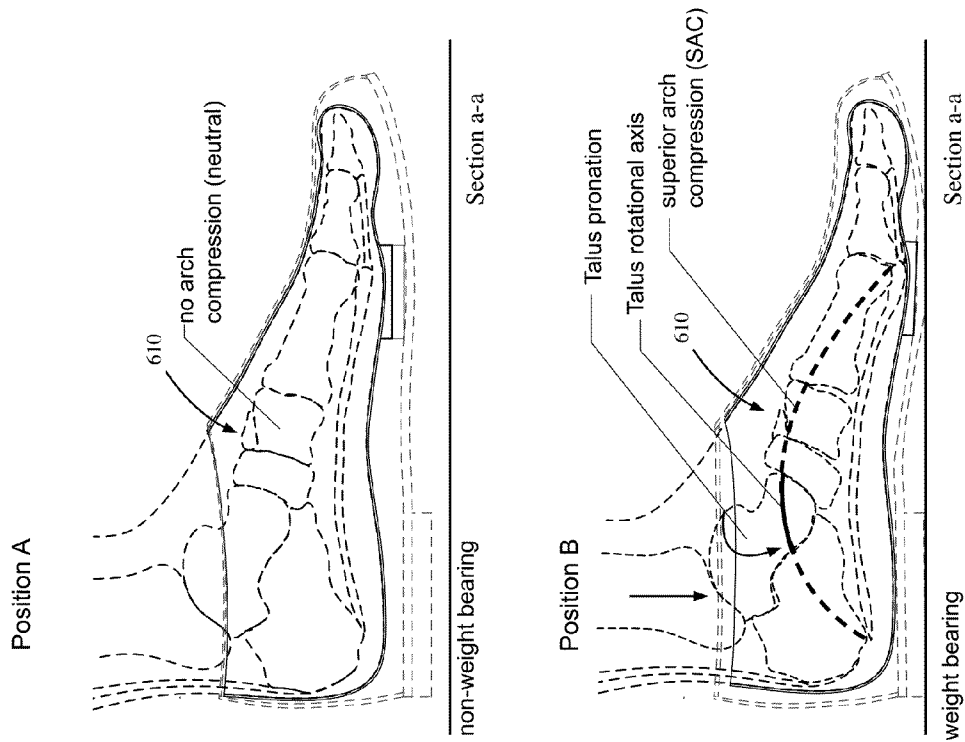 Position A
610
no arch
compression (neutral)
non-weight bearing
Section a-a
Position B
Talus pronation
Talus rotational axis
superior arch
compression (SAC)
610
weight bearing
Section a-a